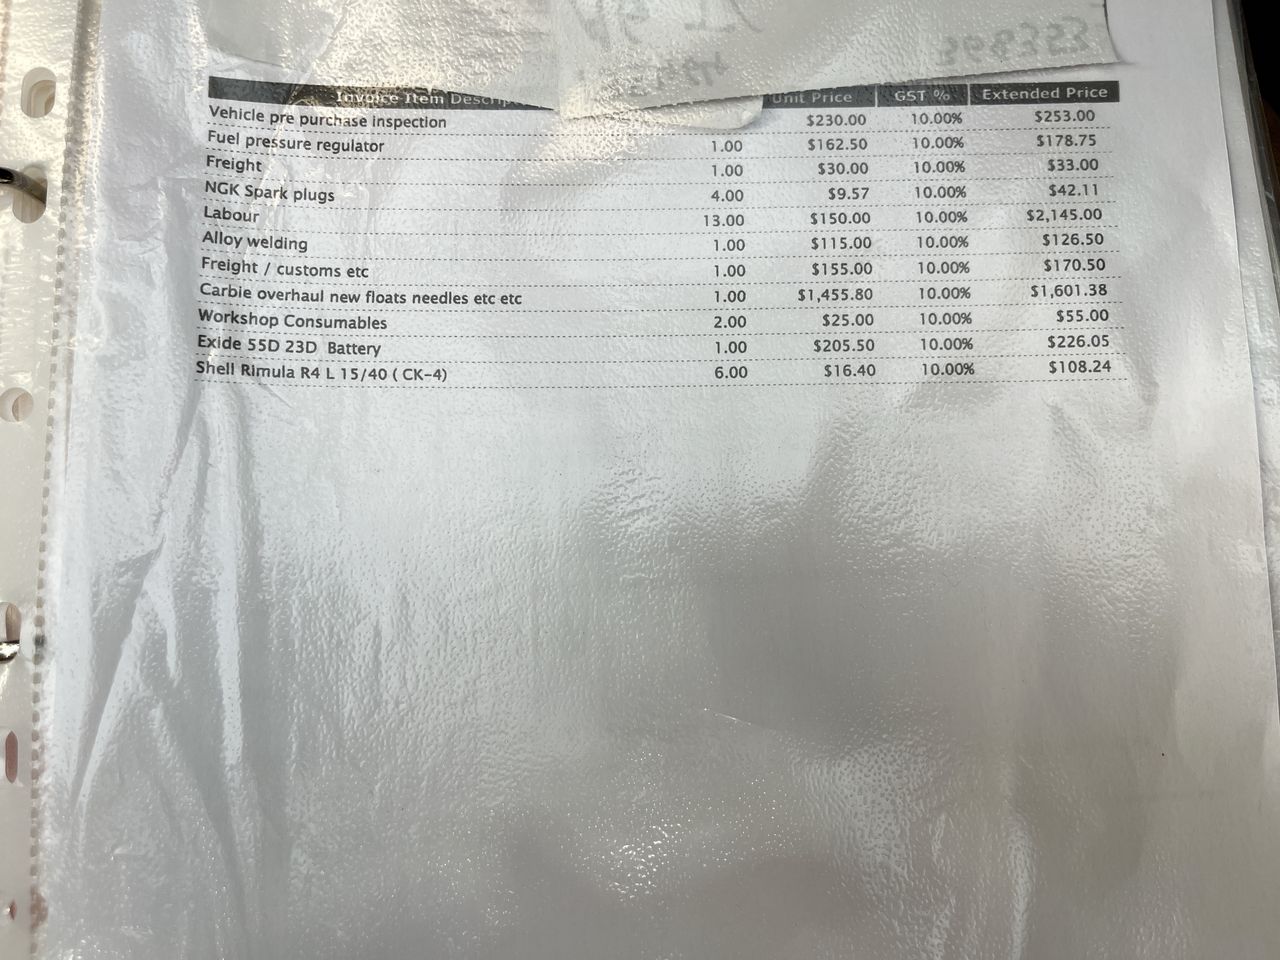 Invoice Item Unit Price GST % Extended Price
Vehicle pre purchase inspection $230.00 10.00% $253.00
Fuel pressure regulator 1.00 $162.50 10.00% $178.75
Freight 1.00 $30.00 10.00% $33.00
NGK Spark plugs 4.00 $9.57 10.00% $42.11
Labour 13.00 $150.00 10.00% $2,145.00
Alloy welding 1.00 $115.00 10.00% $126.50
Freight / customs etc 1.00 $155.00 10.00% $170.50
Carbie overhaul new floats needles etc etc 1.00 $1,455.80 10.00% $1,601.38
Workshop Consumables 2.00 $25.00 10.00% $55.00
Exide 55D 23D Battery 1.00 $205.50 10.00% $226.05
Shell Rimula R4 L 15/40 ( CK-4) 6.00 $16.40 10.00% $108.24